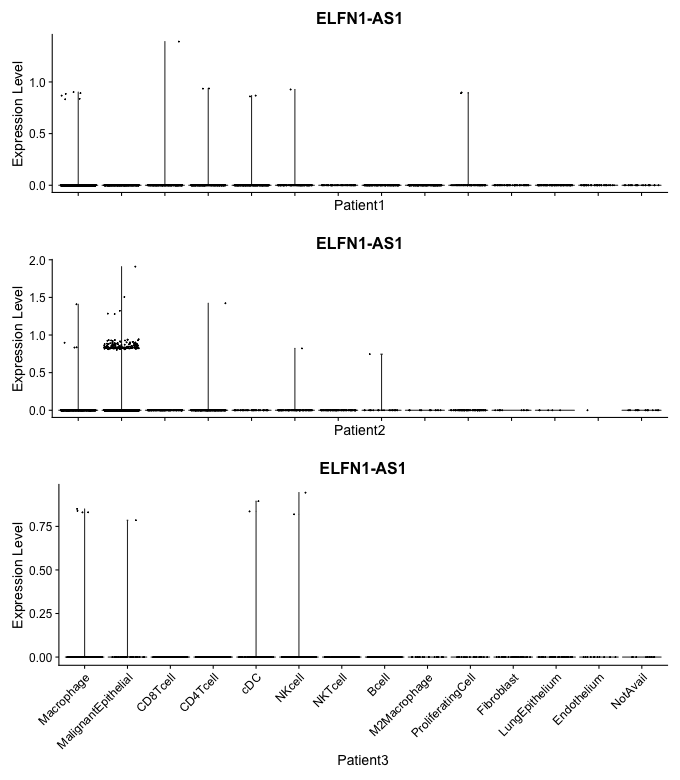 ELFN1-AS1
Expression Level
1.0
0.5
0.0
Patient1
ELFN1-AS1
Expression Level
2.0
1.5
1.0
0.5
0.0
Patient2
ELFN1-AS1
Expression Level
0.75
0.50
0.25
0.00
Macrophage
MalignantEpithelial
CD8Tcell
CD4Tcell
cDC
NKcell
NKTcell
Bcell
M2Macrophage
ProliferatingCell
Fibroblast
LungEpithelium
Endothelium
NotAvail
Patient3